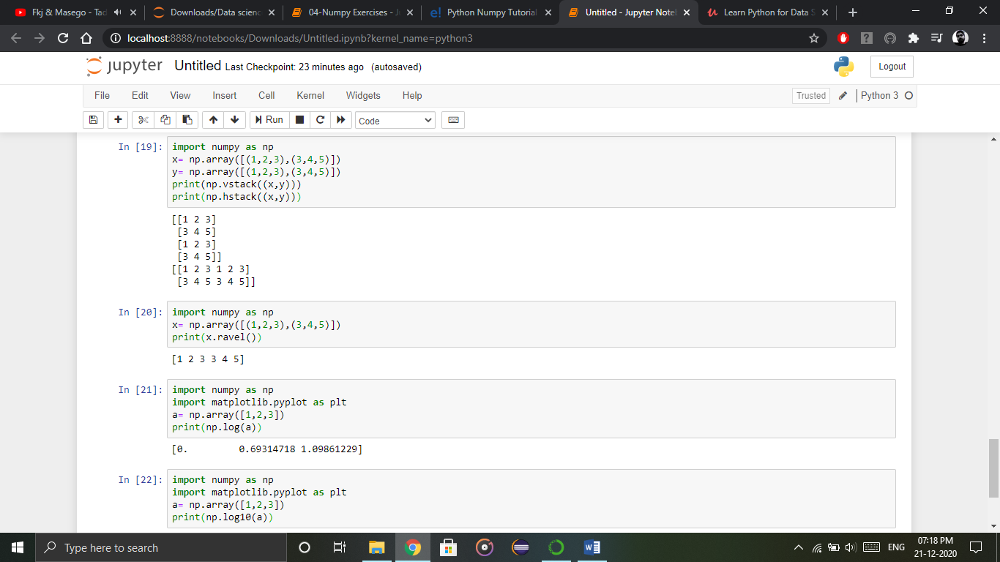 Fkj & Masego - Tad
Downloads/Data scienc
04-Numpy Exercises - J
Python Numpy Tutorial
Untitled - Jupyter Note
Learn Python for Data S
localhost:8888/notebooks/Downloads/Untitled.ipynb?kernel_name=python3
jupyter Untitled Last Checkpoint: 23 minutes ago (autosaved)
Logout
File Edit View Insert Cell Kernel Widgets Help
Trusted
Python 3
Run
Code
In [19]: import numpy as np
x= np.array([(1,2,3),(3,4,5)])
y= np.array([(1,2,3),(3,4,5)])
print(np.vstack((x,y)))
print(np.hstack((x,y)))
[[1 2 3]
[3 4 5]
[1 2 3]
[3 4 5]]
[[1 2 3 1 2 3]
[3 4 5 3 4 5]]
In [20]: import numpy as np
x= np.array([(1,2,3),(3,4,5)])
print(x.ravel())
[1 2 3 3 4 5]
In [21]: import numpy as np
import matplotlib.pyplot as plt
a= np.array([1,2,3])
print(np.log(a))
[0. 0.69314718 1.09861229]
In [22]: import numpy as np
import matplotlib.pyplot as plt
a= np.array([1,2,3])
print(np.log10(a))
Type here to search
ENG
07:18 PM
21-12-2020